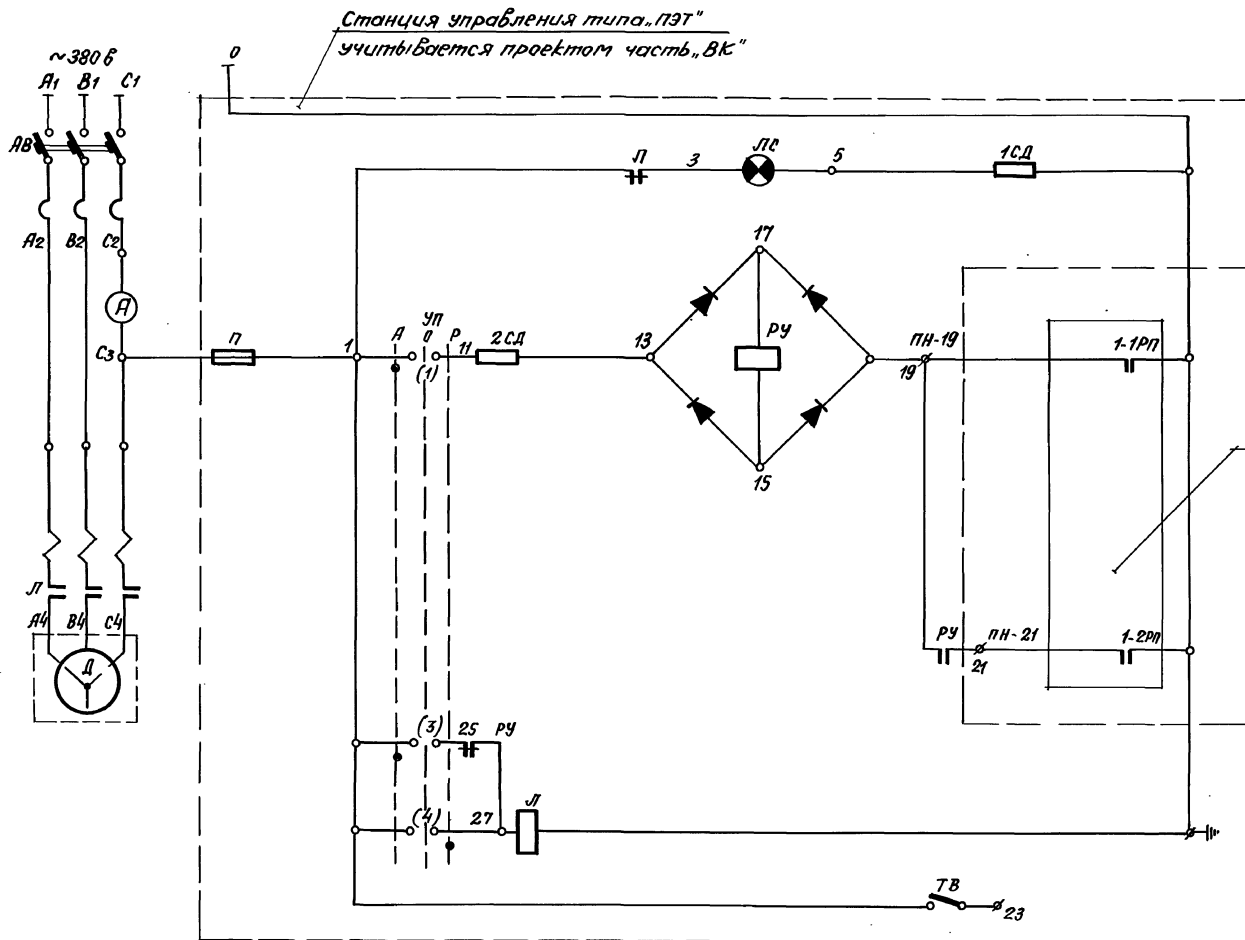 Станция управления типа „ПЭТ"
учитывается проектом часть „ВК"
~380 в
А1 В1 С1
0
АВ
А2 В2 С2
А
С3
П
1
Л
3
ЛС
5
1СД
17
А
УП
0
Р
(1)
11
2СД
13
РУ
15
ПН-19
19
1-1РП
РУ
ПН-21
21
1-2РП
Л
А4 В4 С4
Д
(3)
25
РУ
(4)
27
Л
ТВ
23